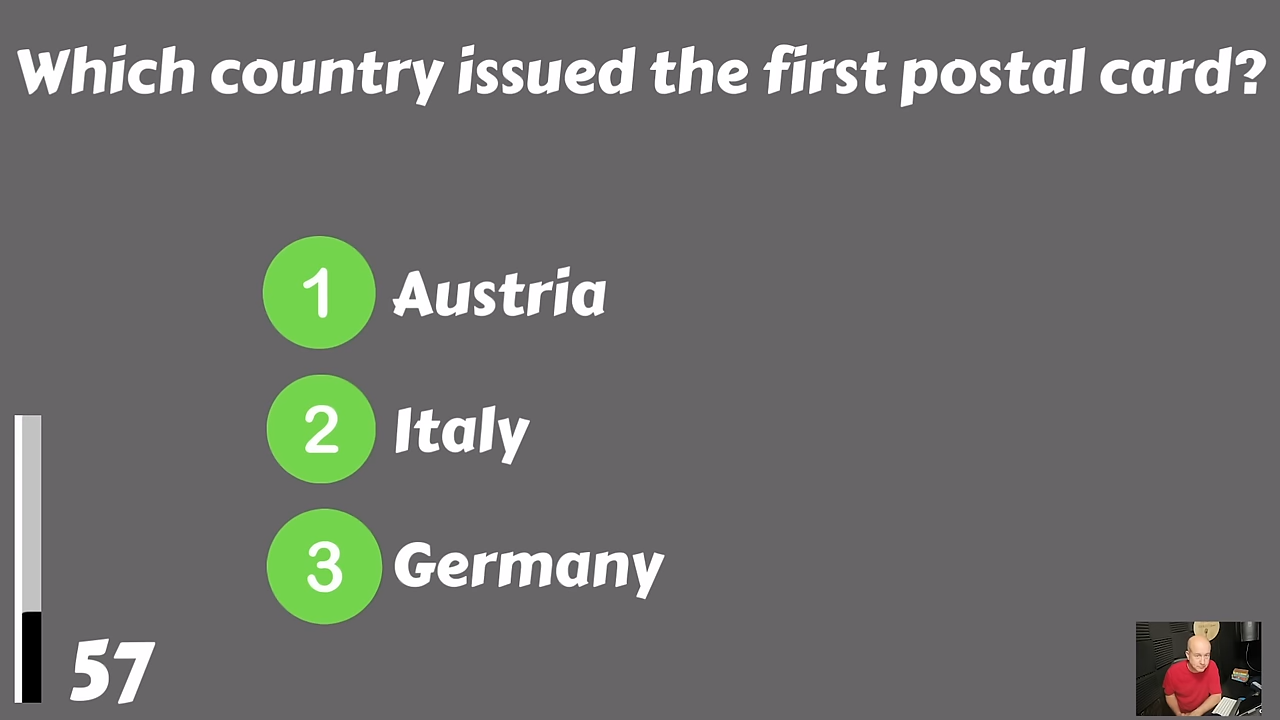 Which country issued the first postal card?
1 Austria
2 Italy
3 Germany
57